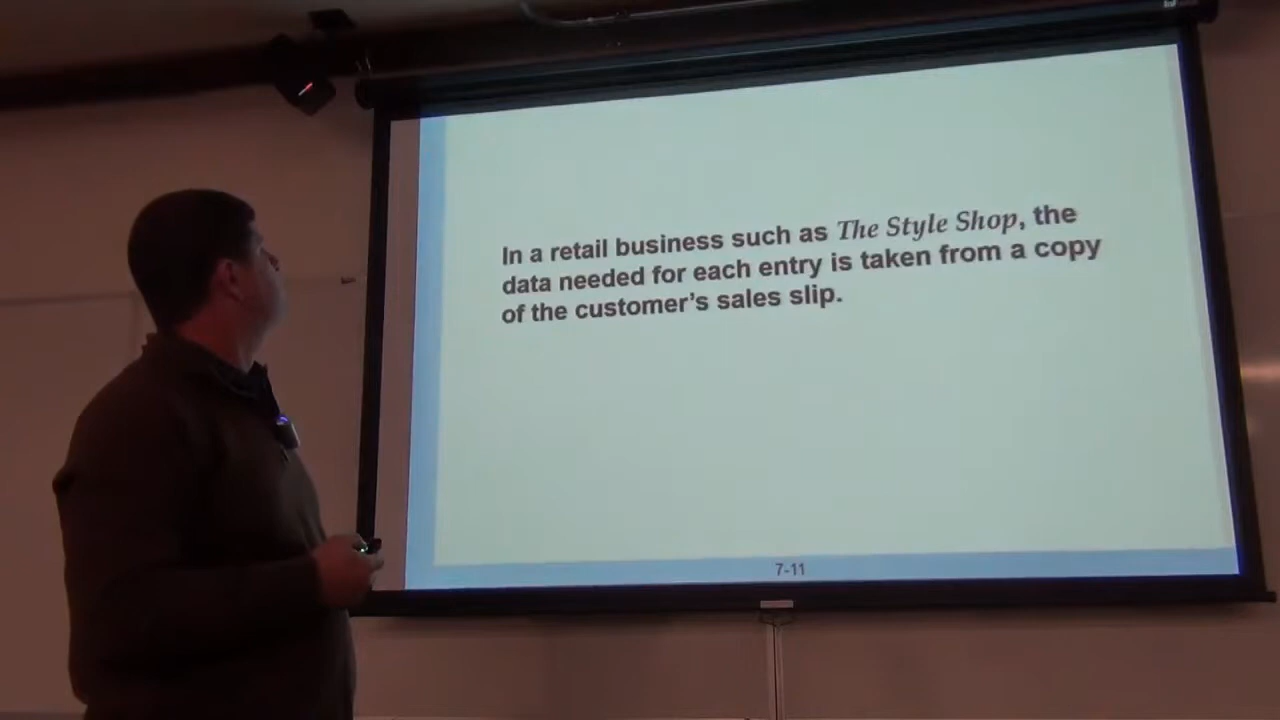 In a retail business such as The Style Shop, the
data needed for each entry is taken from a copy
of the customer’s sales slip.
7-11